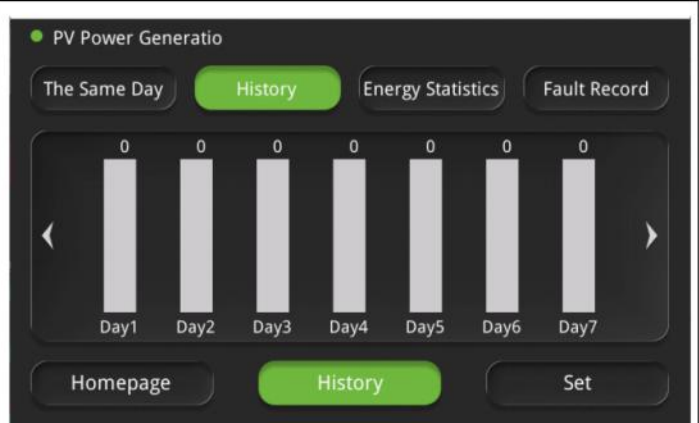 PV Power Generatio
The Same Day History Energy Statistics Fault Record
0 0 0 0 0 0 0
Day1 Day2 Day3 Day4 Day5 Day6 Day7
Homepage History Set